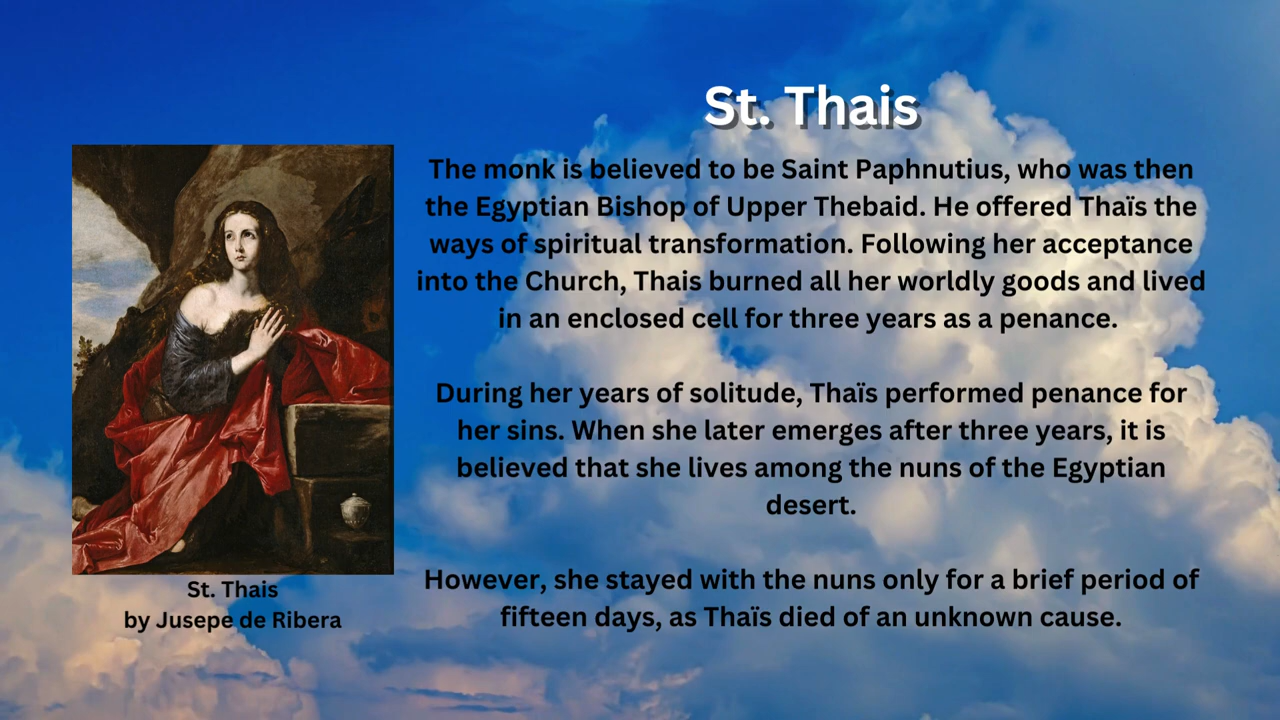 St. Thais
The monk is believed to be Saint Paphnutius, who was then
the Egyptian Bishop of Upper Thebaid. He offered Thaïs the
ways of spiritual transformation. Following her acceptance
into the Church, Thais burned all her worldly goods and lived
in an enclosed cell for three years as a penance.
During her years of solitude, Thaïs performed penance for
her sins. When she later emerges after three years, it is
believed that she lives among the nuns of the Egyptian
desert.
However, she stayed with the nuns only for a brief period of
fifteen days, as Thaïs died of an unknown cause.
St. Thais
by Jusepe de Ribera